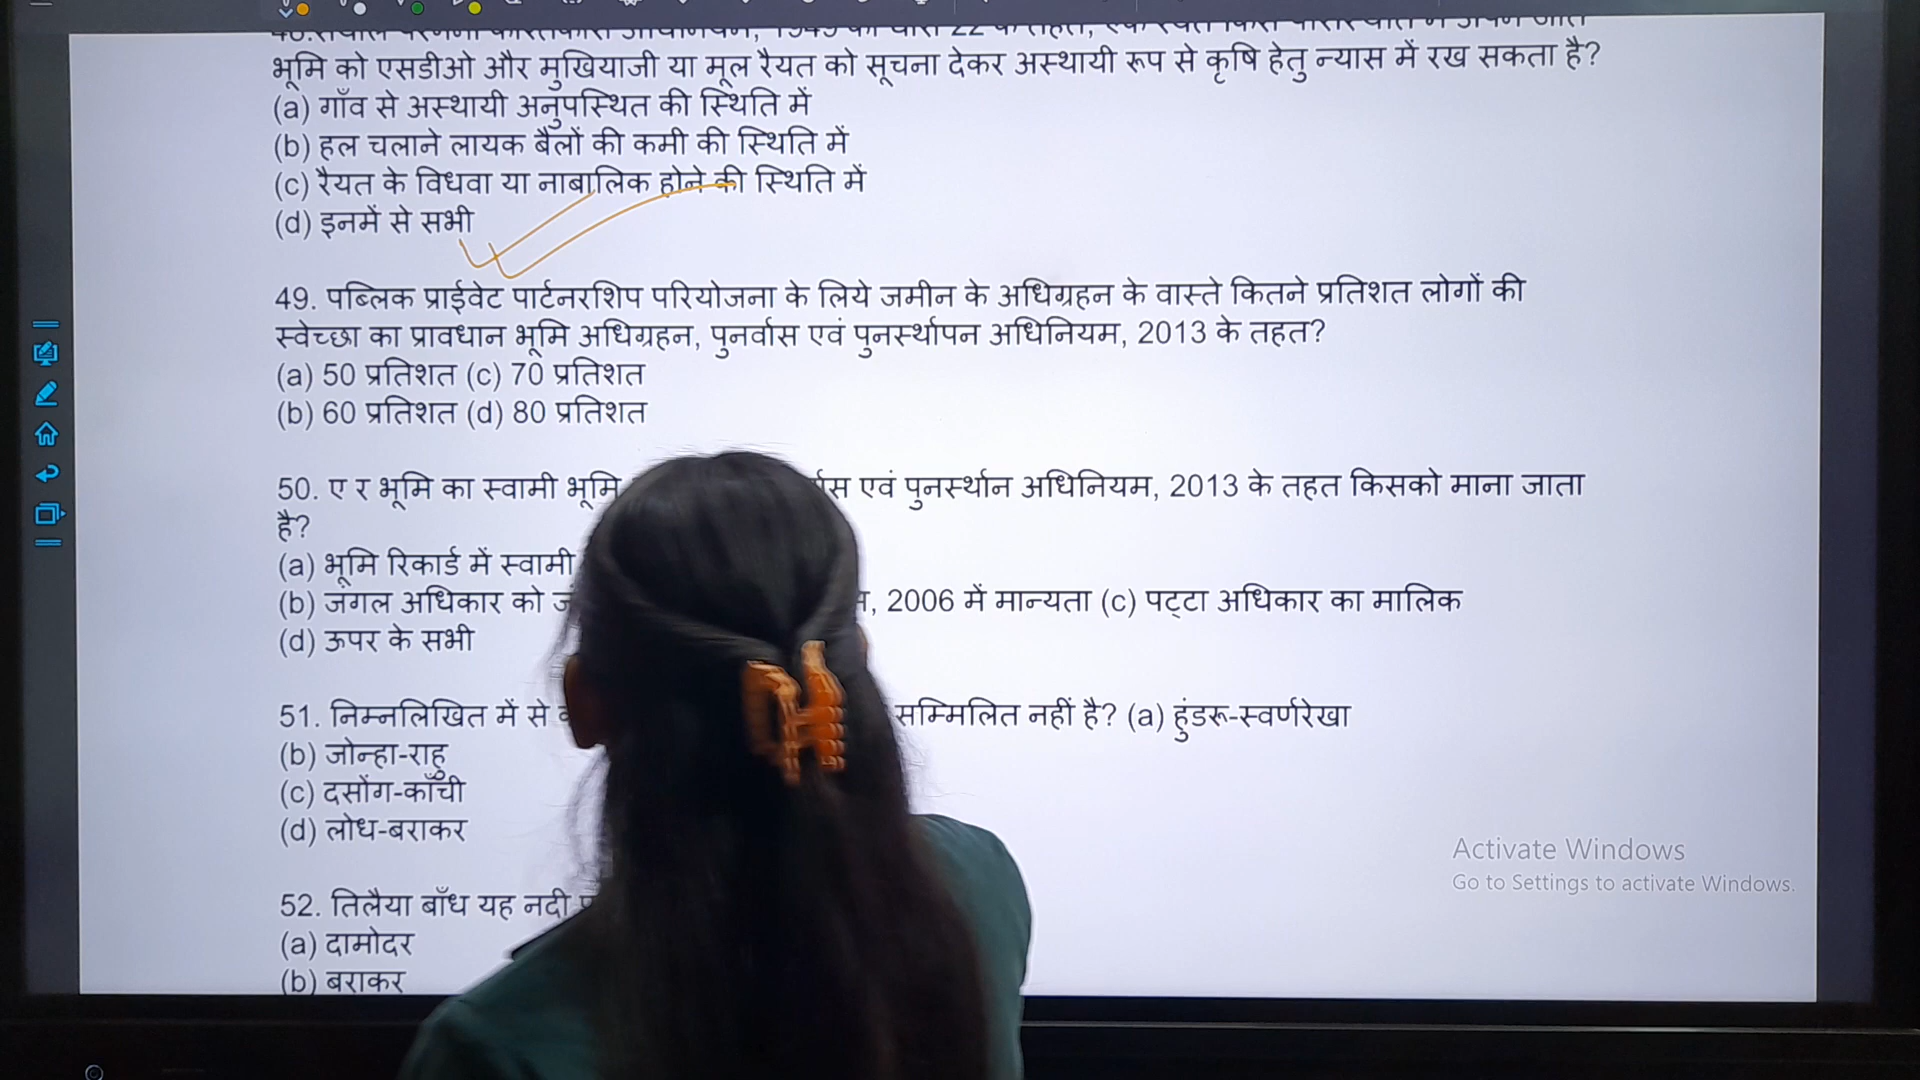 भूमि को एसडीओ और मुखियाजी या मूल रैयत को सूचना देकर अस्थायी रूप से कृषि हेतु न्यास में रख सकता है?
(a) गाँव से अस्थायी अनुपस्थित की स्थिति में
(b) हल चलाने लायक बैलों की कमी की स्थिति में
(c) रैयत के विधवा या नाबालिक होने की स्थिति में
(d) इनमें से सभी
49. पब्लिक प्राईवेट पार्टनरशिप परियोजना के लिये जमीन के अधिग्रहन के वास्ते कितने प्रतिशत लोगों की
स्वेच्छा का प्रावधान भूमि अधिग्रहन, पुनर्वास एवं पुनर्स्थापन अधिनियम, 2013 के तहत?
(a) 50 प्रतिशत (c) 70 प्रतिशत
(b) 60 प्रतिशत (d) 80 प्रतिशत
50. ए र भूमि का स्वामी भूमि एवं पुनर्स्थान अधिनियम, 2013 के तहत किसको माना जाता
है?
(a) भूमि रिकार्ड में स्वामी
(b) जंगल अधिकार को 2006 में मान्यता (c) पट्टा अधिकार का मालिक
(d) ऊपर के सभी
51. निम्नलिखित में से सम्मिलित नहीं है? (a) हुंडरू-स्वर्णरेखा
(b) जोन्हा-राहु
(c) दसोंग-काँची
(d) लोध-बराकर
Activate Windows
Go to Settings to activate Windows.
52. तिलैया बाँध यह नदी
(a) दामोदर
(b) बराकर